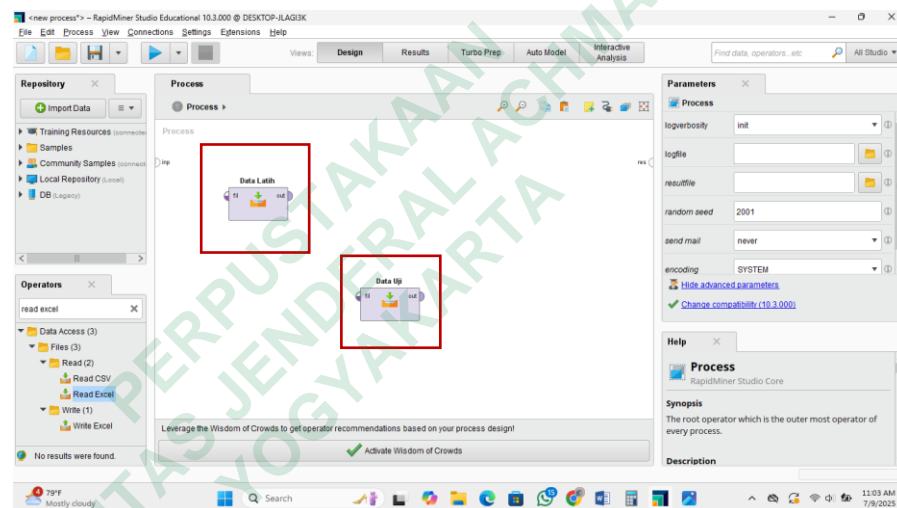 <new process*> – RapidMiner Studio Educational 10.3.000 @ DESKTOP-JLAGI3K
File Edit Process View Connections Settings Extensions Help
Views: Design Results Turbo Prep Auto Model Interactive Analysis
Find data, operators...etc All Studio
Repository
Import Data
Training Resources (connected
Samples
Community Samples (connect
Local Repository (Local)
DB (Legacy)
Operators
read excel
Data Access (3)
Files (3)
Read (2)
Read CSV
Read Excel
Write (1)
Write Excel
No results were found.
Process
Process
Process
inp
res
Data Latih
fil out
Data Uji
fil out
Leverage the Wisdom of Crowds to get operator recommendations based on your process design!
Activate Wisdom of Crowds
Parameters
Process
logverbosity init
logfile
resultfile
random seed 2001
send mail never
encoding SYSTEM
Hide advanced parameters
Change compatibility (10.3.000)
Help
Process
RapidMiner Studio Core
Synopsis
The root operator which is the outer most operator of
every process.
Description
4
79°F
Mostly cloudy
Search
11:03 AM
7/9/2025
PERPUSTAKAAN
JENDERAL ACHM
YOGYAKARTA